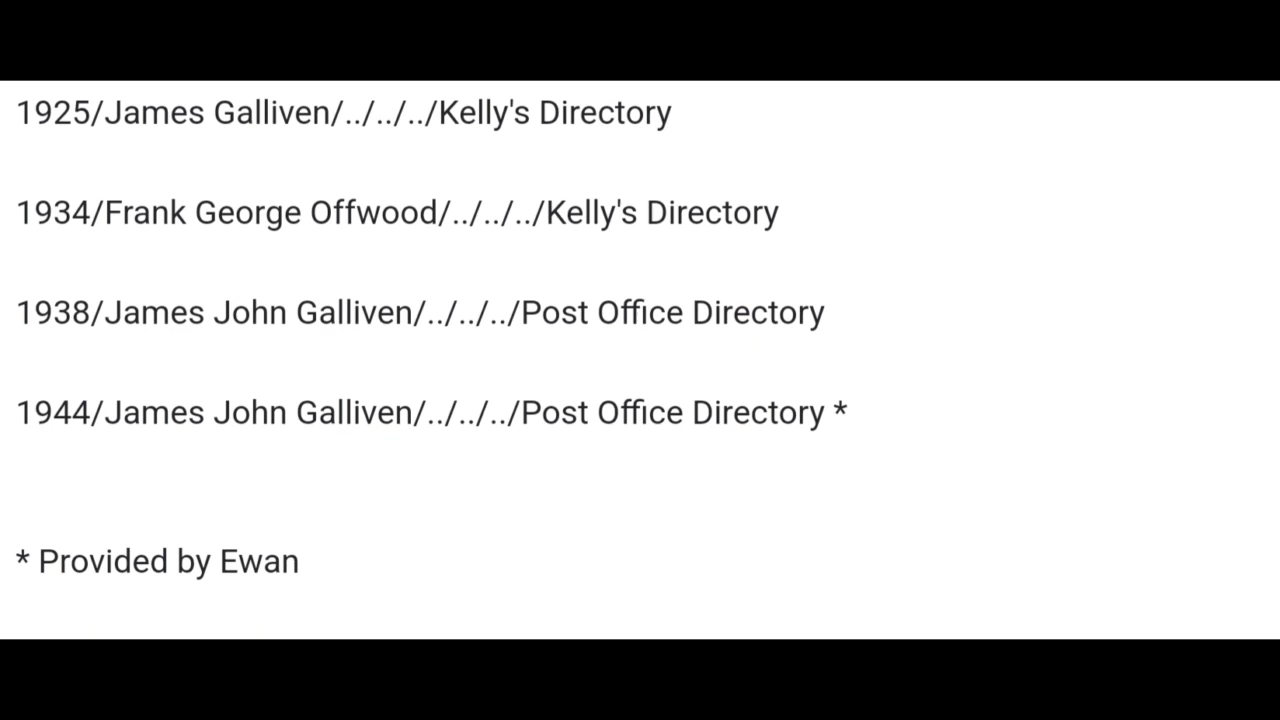 1925/James Galliven/../../../Kelly's Directory
1934/Frank George Offwood/../../../Kelly's Directory
1938/James John Galliven/../../../Post Office Directory
1944/James John Galliven/../../../Post Office Directory *
* Provided by Ewan